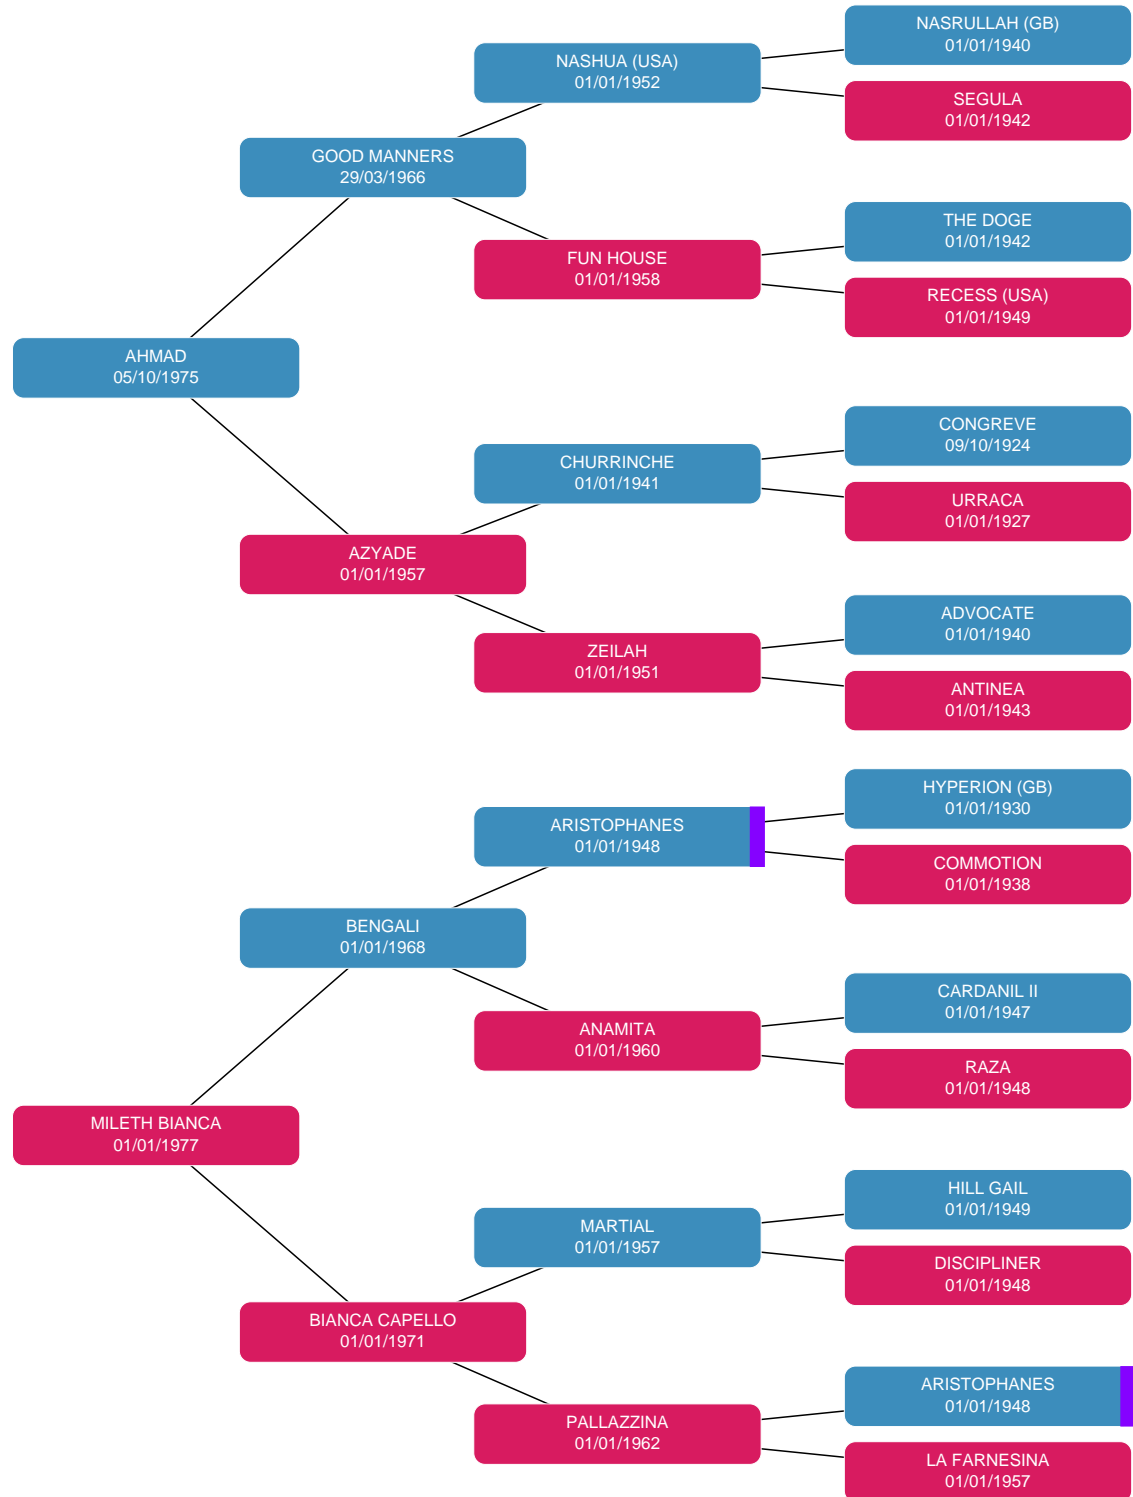 NASRULLAH (GB)
01/01/1940
NASHUA (USA)
01/01/1952
SEGULA
01/01/1942
GOOD MANNERS
29/03/1966
THE DOGE
01/01/1942
FUN HOUSE
01/01/1958
RECESS (USA)
01/01/1949
AHMAD
05/10/1975
CONGREVE
09/10/1924
CHURRINCHE
01/01/1941
URRACA
01/01/1927
AZYADE
01/01/1957
ADVOCATE
01/01/1940
ZEILAH
01/01/1951
ANTINEA
01/01/1943
HYPERION (GB)
01/01/1930
ARISTOPHANES
01/01/1948
COMMOTION
01/01/1938
BENGALI
01/01/1968
CARDANIL II
01/01/1947
ANAMITA
01/01/1960
RAZA
01/01/1948
MILETH BIANCA
01/01/1977
HILL GAIL
01/01/1949
MARTIAL
01/01/1957
DISCIPLINER
01/01/1948
BIANCA CAPELLO
01/01/1971
ARISTOPHANES
01/01/1948
PALLAZZINA
01/01/1962
LA FARNESINA
01/01/1957